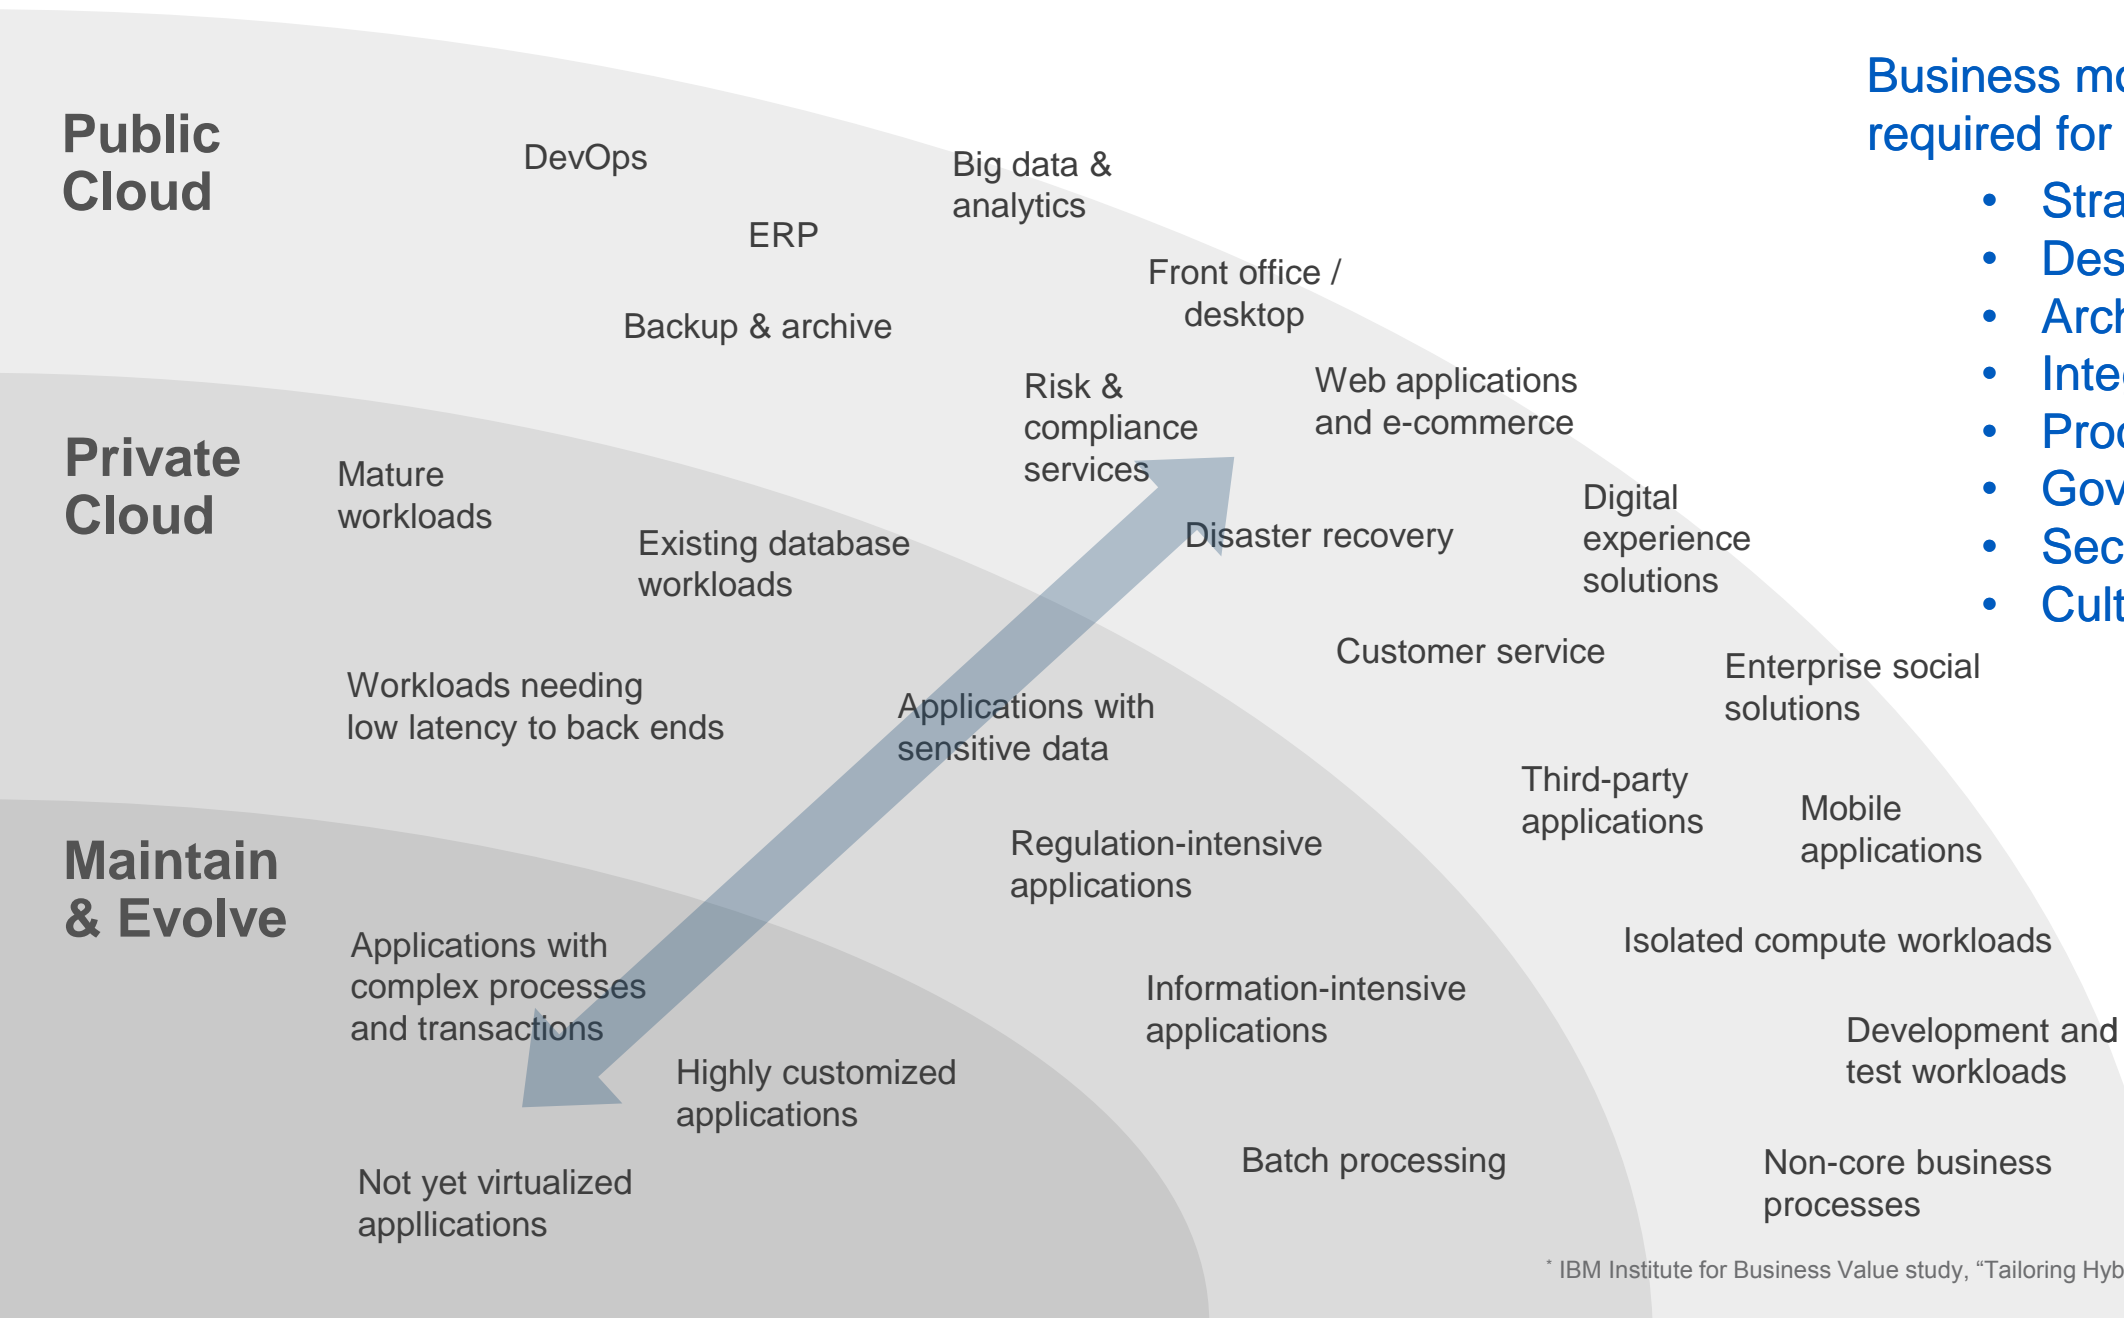 Public
Cloud
DevOps
Big data &
analytics
ERP
Front office /
desktop
Backup & archive
Risk &
compliance
services
Web applications
and e-commerce
Private
Cloud
Mature
workloads
Existing database
workloads
Disaster recovery
Digital
experience
solutions
Workloads needing
low latency to back ends
Applications with
sensitive data
Customer service
Enterprise social
solutions
Third-party
applications
Mobile
applications
Maintain
& Evolve
Regulation-intensive
applications
Applications with
complex processes
and transactions
Isolated compute workloads
Information-intensive
applications
Development and
test workloads
Highly customized
applications
Not yet virtualized
appllications
Batch processing
Non-core business
processes
Business
required for
•
•
•
•
•
•
•
•
* IBM Institute for Business Value study, “Tailoring